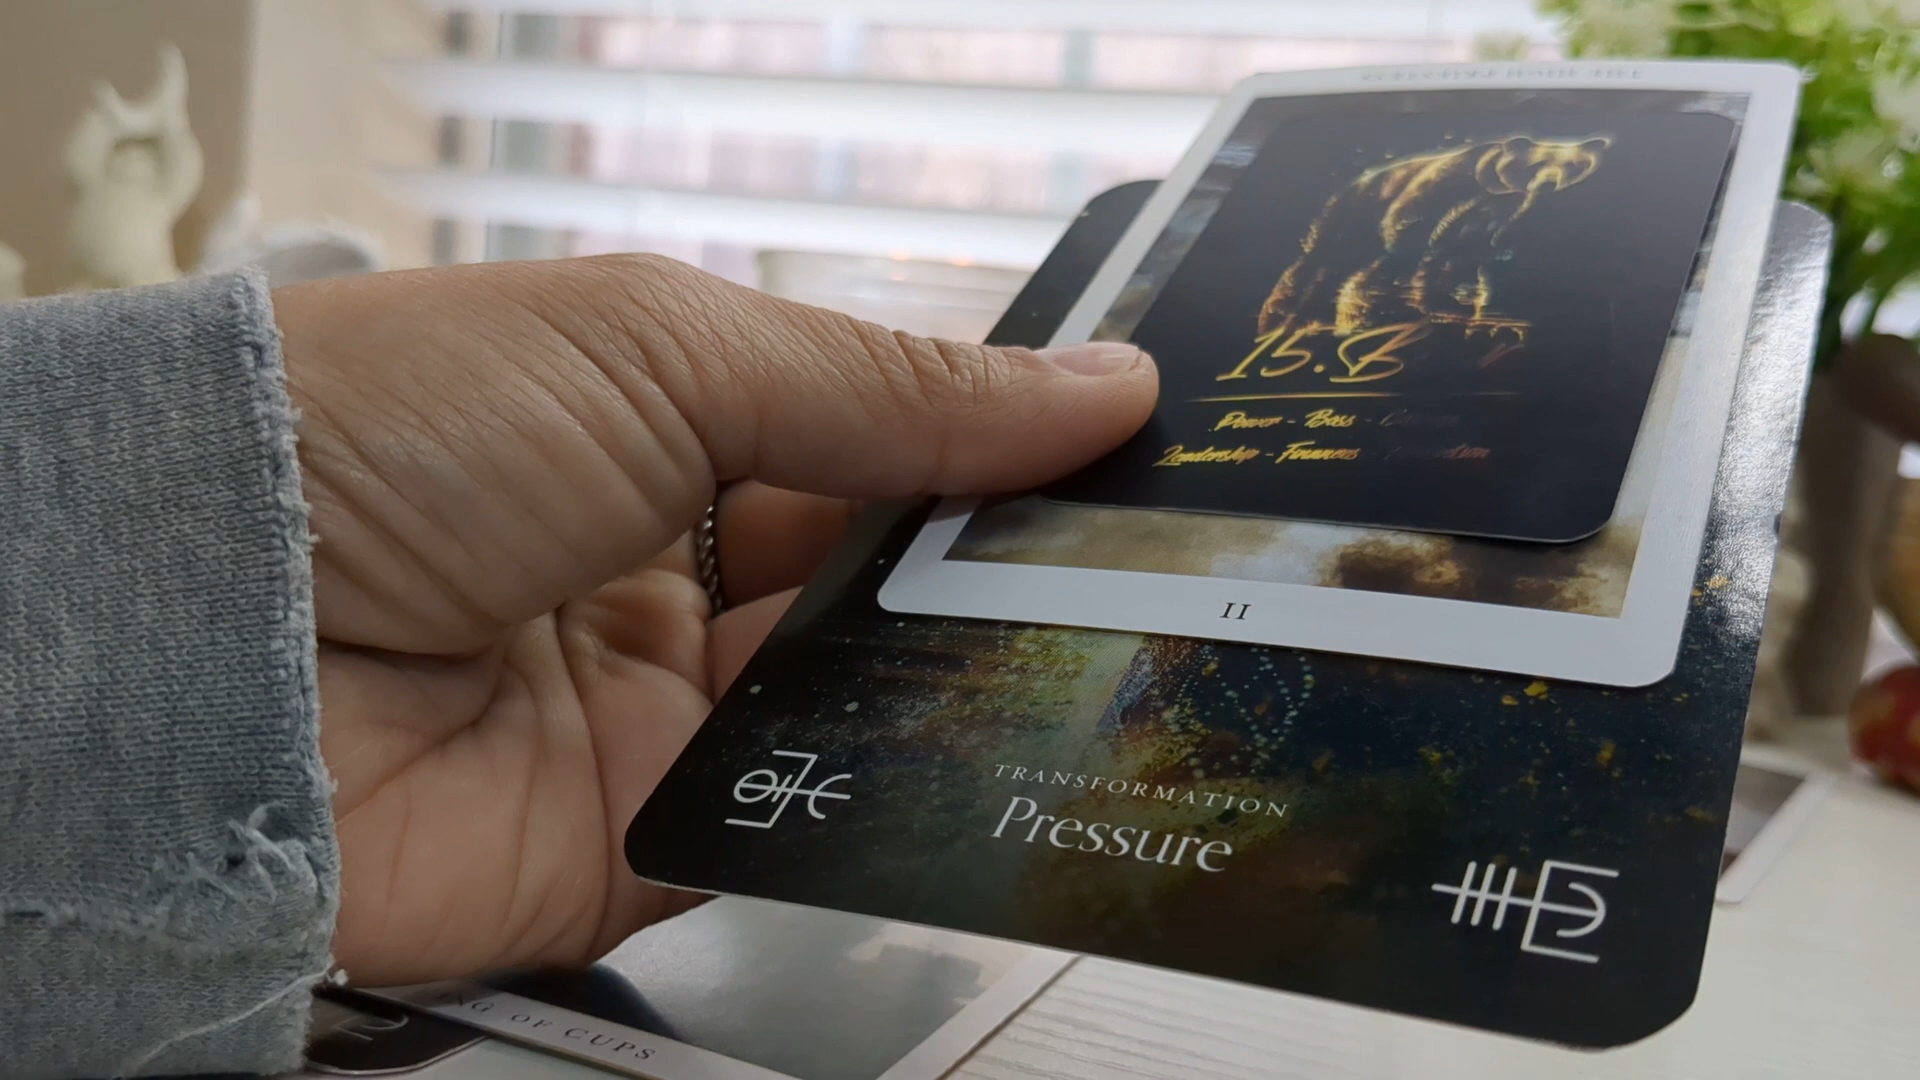 15.B
Power - Boss -
Leadership - Finances -
II
TRANSFORMATION
Pressure
OF CUPS